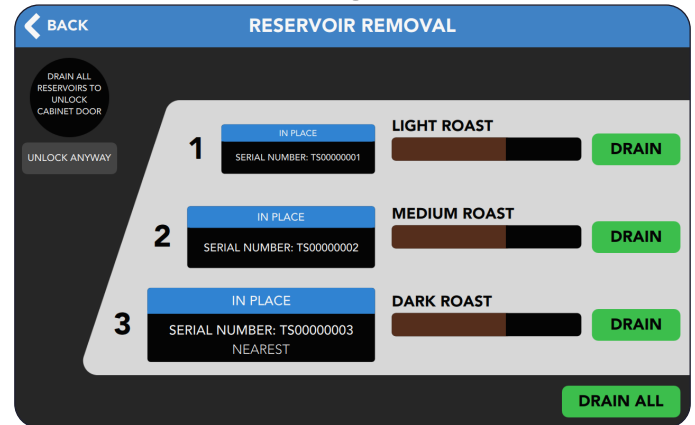 BACK
RESERVOIR REMOVAL
DRAIN ALL
RESERVOIRS TO
UNLOCK
CABINET DOOR
UNLOCK ANYWAY
1
IN PLACE
SERIAL NUMBER: TS00000001
LIGHT ROAST
DRAIN
2
IN PLACE
SERIAL NUMBER: TS00000002
MEDIUM ROAST
DRAIN
3
IN PLACE
SERIAL NUMBER: TS00000003
NEAREST
DARK ROAST
DRAIN
DRAIN ALL